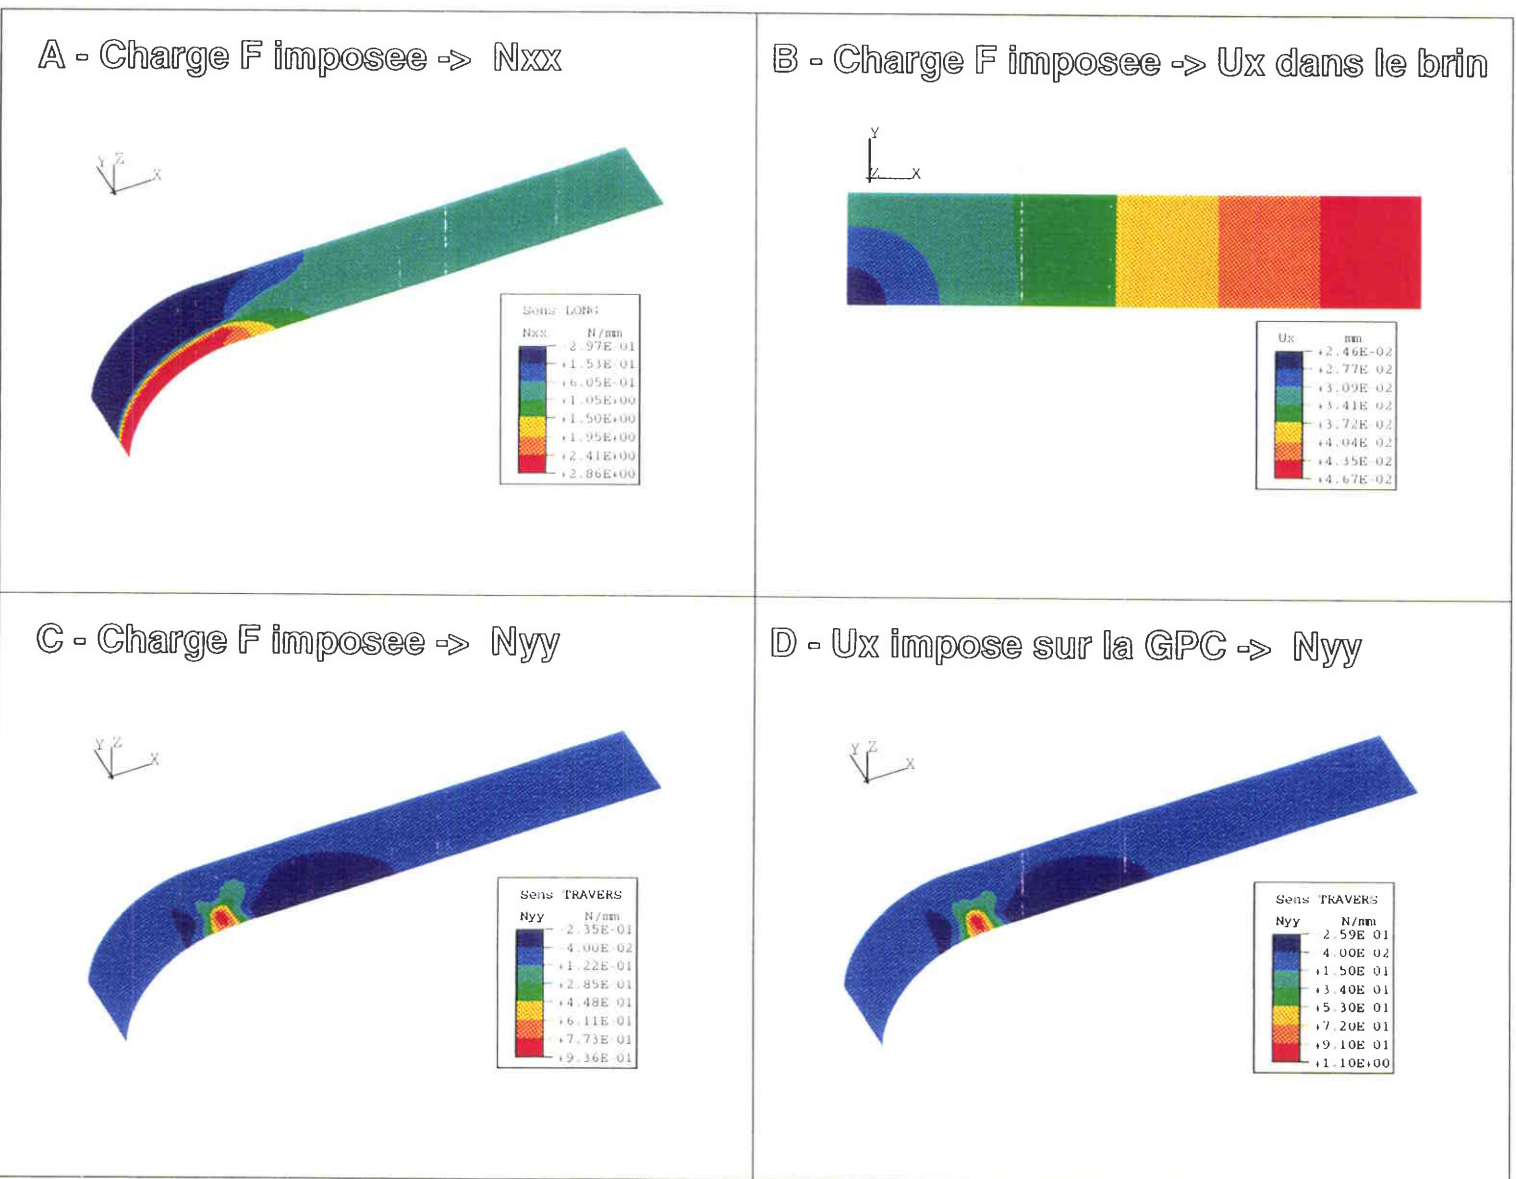 A - Charge F imposee -> Nxx
Y Z X
Sens LONG
Nxx N/mm
-2.97E-01
+1.53E-01
+6.05E-01
+1.05E+00
+1.50E+00
+1.95E+00
+2.41E+00
+2.86E+00
B - Charge F imposee -> Ux dans le brin
Y
Z X
Ux mm
+2.46E-02
+2.77E-02
+3.09E-02
+3.41E-02
+3.72E-02
+4.04E-02
+4.35E-02
+4.67E-02
C - Charge F imposee -> Nyy
Y Z X
Sens TRAVERS
Nyy N/mm
-2.35E-01
-4.00E-02
+1.22E-01
+2.85E-01
+4.48E-01
+6.11E-01
+7.73E-01
+9.36E-01
D - Ux impose sur la GPC -> Nyy
Y Z X
Sens TRAVERS
Nyy N/mm
2.59E 01
4.00E 02
+1.50E 01
+3.40E 01
+5.30E 01
+7.20E 01
+9.10E 01
+1.10E+00